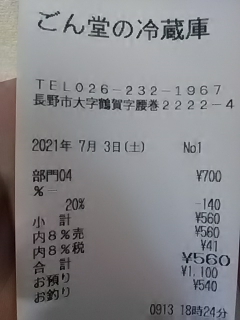 ごん堂の冷蔵庫
TEL026-232-1967
長野市大字鶴賀字腰巻2222-4
2021年 7月 3日(土) No1
部門04 ¥700
%-
20% -140
小 計 ¥560
内8%売 ¥560
内8%税 ¥41
合 計 ¥560
お預り ¥1,100
お釣り ¥540
0913 18時24分